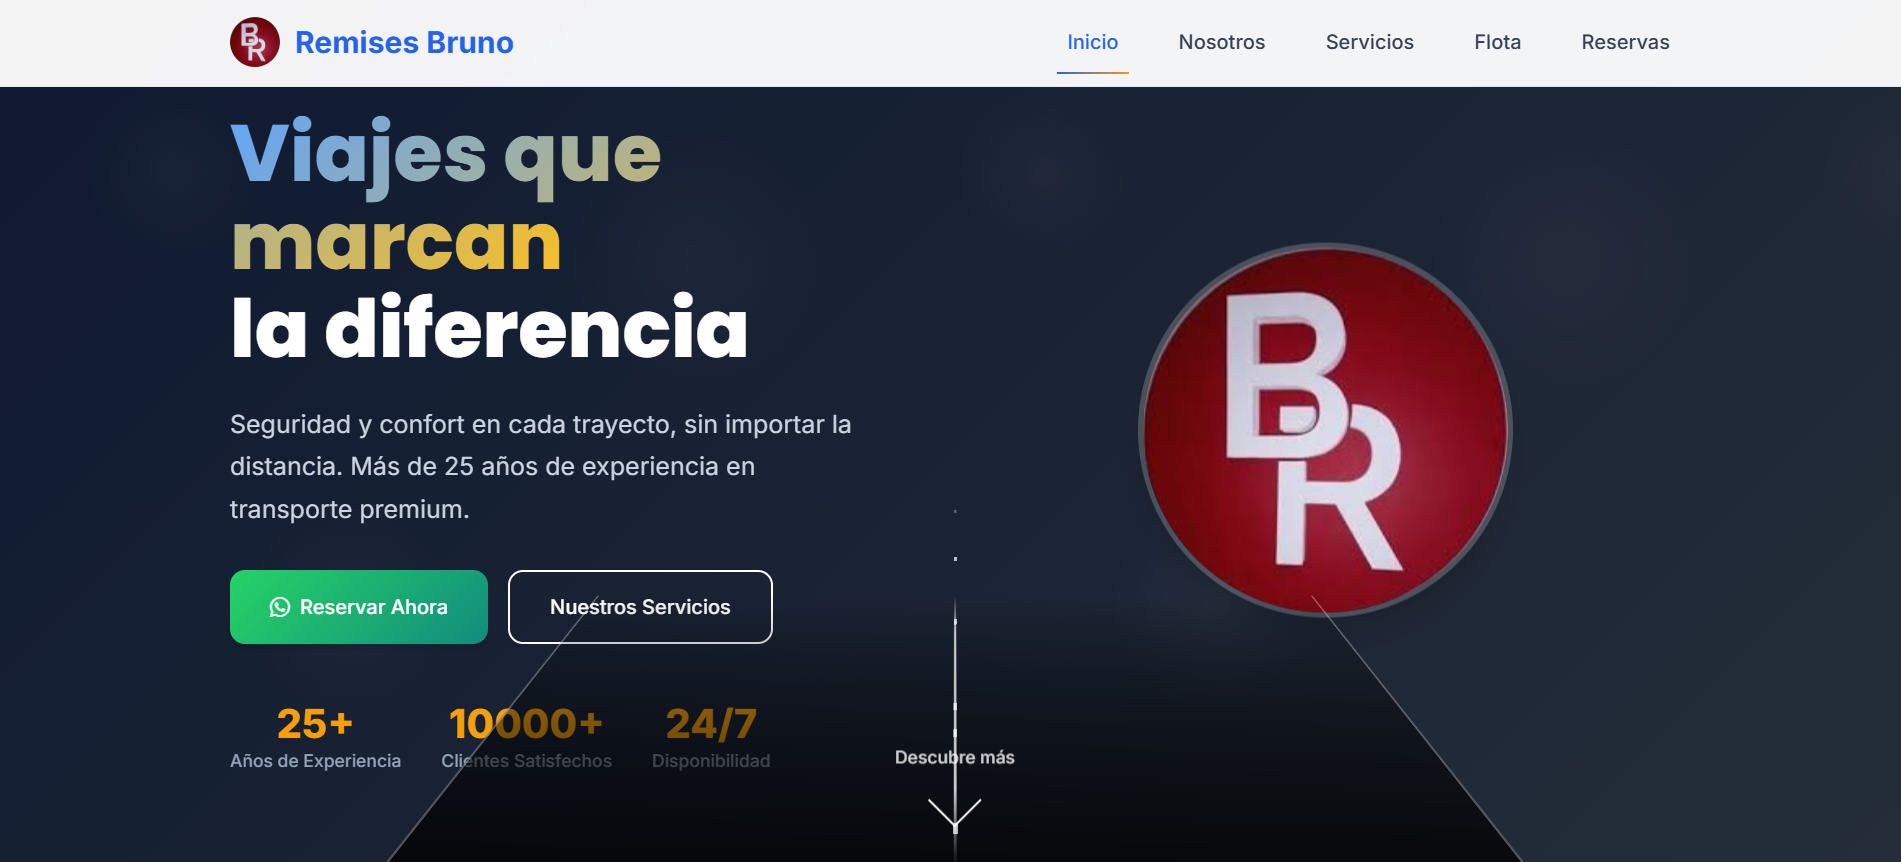 BR
Remises Bruno
Inicio
Nosotros
Servicios
Flota
Reservas
Viajes que
marcan
la diferencia
Seguridad y confort en cada trayecto, sin importar la
distancia. Más de 25 años de experiencia en
transporte premium.
Reservar Ahora
Nuestros Servicios
25+
Años de Experiencia
10000+
Clientes Satisfechos
24/7
Disponibilidad
Descubre más
BR